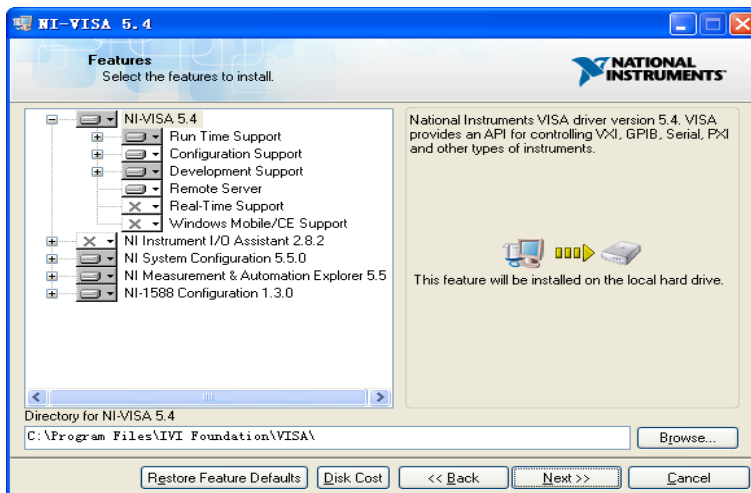 NI-VISA 5.4
Features
Select the features to install.
NATIONAL
INSTRUMENTS™
NI-VISA 5.4
Run Time Support
Configuration Support
Development Support
Remote Server
Real-Time Support
Windows Mobile/CE Support
NI Instrument I/O Assistant 2.8.2
NI System Configuration 5.5.0
NI Measurement & Automation Explorer 5.5
NI-1588 Configuration 1.3.0
National Instruments VISA driver version 5.4. VISA
provides an API for controlling VXI, GPIB, Serial, PXI
and other types of instruments.
This feature will be installed on the local hard drive.
Directory for NI-VISA 5.4
C:\Program Files\IVI Foundation\VISA\
Browse...
Restore Feature Defaults
Disk Cost
<< Back
Next >>
Cancel